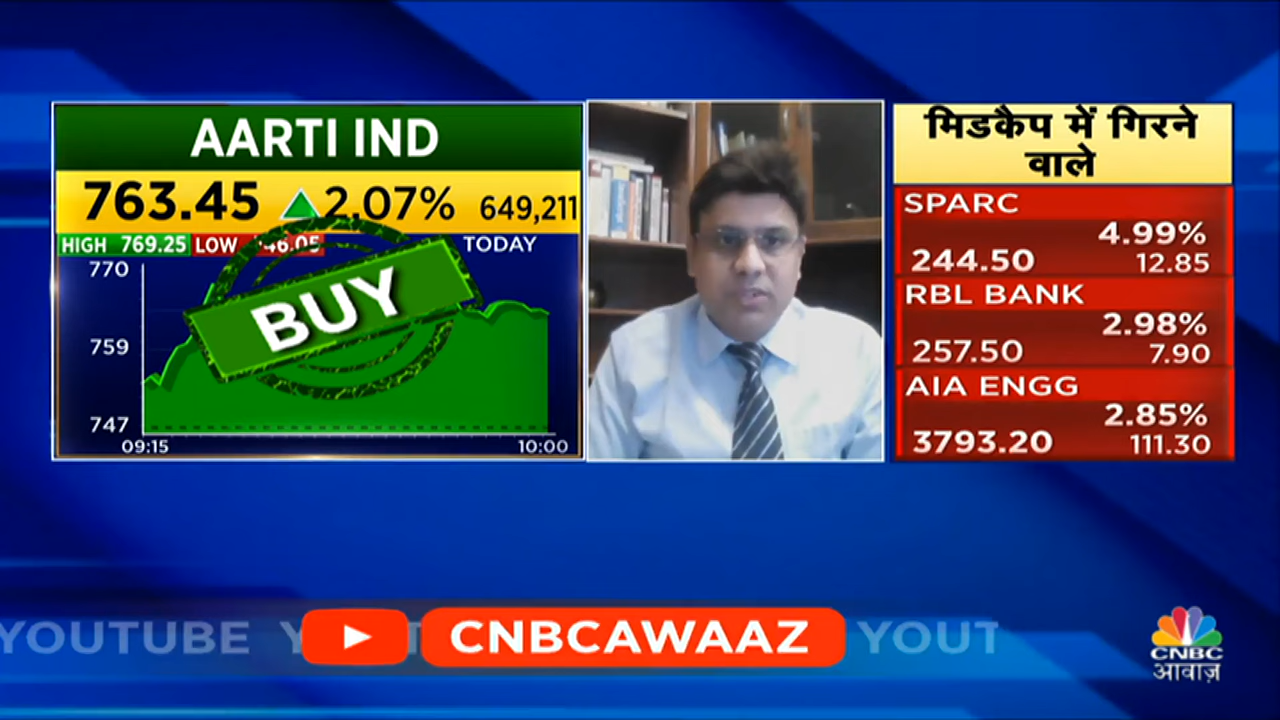 AARTI IND
763.45 2.07% 649,211
HIGH 769.25 LOW TODAY
BUY
770
759
747
09:15 10:00
मिडकैप में गिरने
वाले
SPARC
4.99%
244.50 12.85
RBL BANK
2.98%
257.50 7.90
AIA ENGG
2.85%
3793.20 111.30
YOUTUBE CNBCAWAAZ YOUT
CNBC
आवाज़